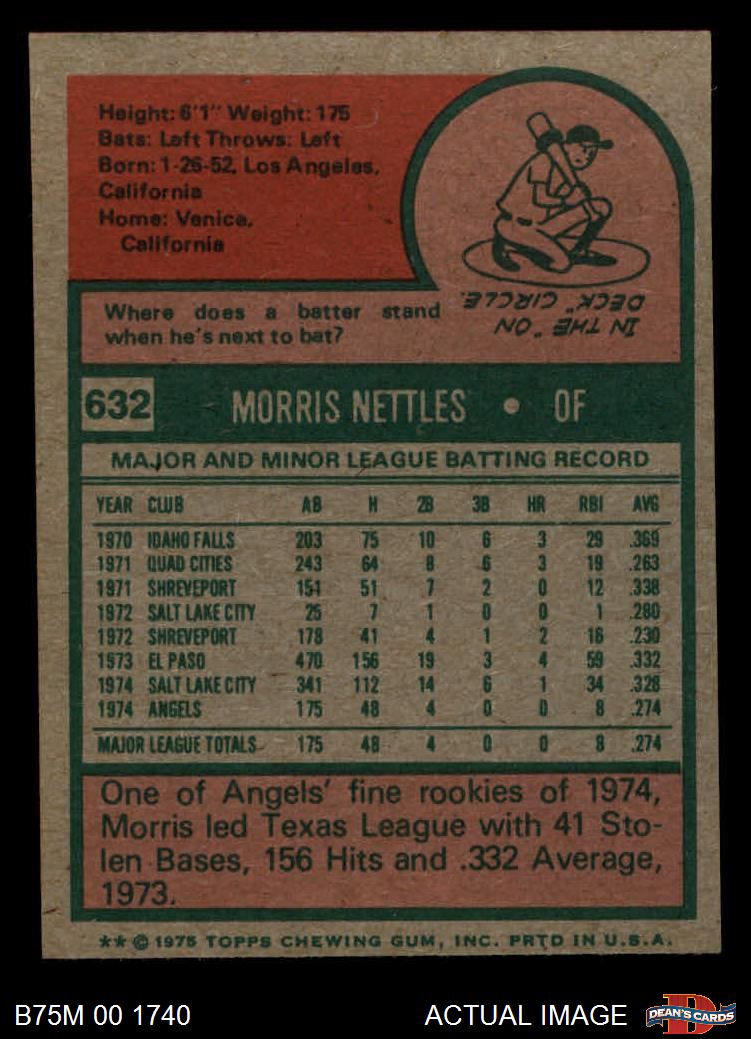 Height: 6'1" Weight: 175
Bats: Left Throws: Left
Born: 1-26-52, Los Angeles,
California
Home: Venice,
California
Where does a batter stand
when he's next to bat?
IN THE "ON
DECK" CIRCLE.
632 MORRIS NETTLES • OF
MAJOR AND MINOR LEAGUE BATTING RECORD
YEAR CLUB AB H 2B 3B HR RBI AVG
1970 IDAHO FALLS 203 75 10 6 3 29 .369
1971 QUAD CITIES 243 64 8 6 3 19 .263
1971 SHREVEPORT 151 51 7 2 0 12 .338
1972 SALT LAKE CITY 25 7 1 0 0 1 .280
1972 SHREVEPORT 178 41 4 1 2 16 .230
1973 EL PASO 470 156 19 3 4 59 .332
1974 SALT LAKE CITY 341 112 14 6 1 34 .328
1974 ANGELS 175 48 4 0 0 8 .274
MAJOR LEAGUE TOTALS 175 48 4 0 0 8 .274
One of Angels' fine rookies of 1974,
Morris led Texas League with 41 Sto-
len Bases, 156 Hits and .332 Average,
1973.
** © 1975 TOPPS CHEWING GUM, INC. PRTD IN U.S.A.
B75M 00 1740 ACTUAL IMAGE DEAN'S CARDS